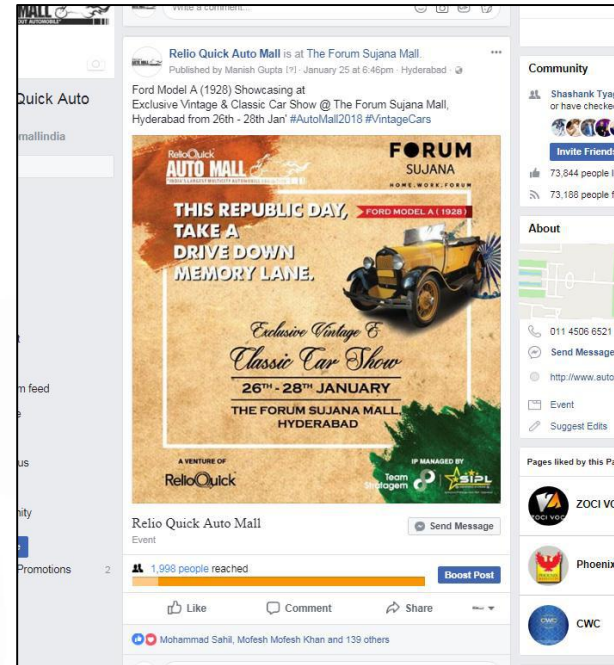 MALL
OUT AUTOMOBILE"
Quick Auto
mallindia
m feed
us
nity
Promotions 2
Write a comment...
Relio Quick Auto Mall is at The Forum Sujana Mall.
Published by Manish Gupta [?] · January 25 at 6:46pm · Hyderabad ·
Ford Model A (1928) Showcasing at
Exclusive Vintage & Classic Car Show @ The Forum Sujana Mall,
Hyderabad from 26th - 28th Jan' #AutoMall2018 #VintageCars
RelioQuick
AUTO MALL
FORUM
SUJANA
HOME.WORK.FORUM
THIS REPUBLIC DAY,
TAKE A
DRIVE DOWN
MEMORY LANE.
FORD MODEL A (1928)
Exclusive Vintage &
Classic Car Show
26TH - 28TH JANUARY
THE FORUM SUJANA MALL,
HYDERABAD
A VENTURE OF
RelioQuick
IP MANAGED BY
Team
Stratagem
SIPL
Relio Quick Auto Mall
Event
Send Message
1,998 people reached
Boost Post
Like
Comment
Share
Mohammad Sahil, Mofesh Mofesh Khan and 139 others
Community
Shashank Tyag
or have checked
Invite Friends
73,844 people l
73,188 people f
About
011 4506 6521
Send Message
http://www.auto
Event
Suggest Edits
Pages liked by this Pa
ZOCI VO
Phoenix
CWC